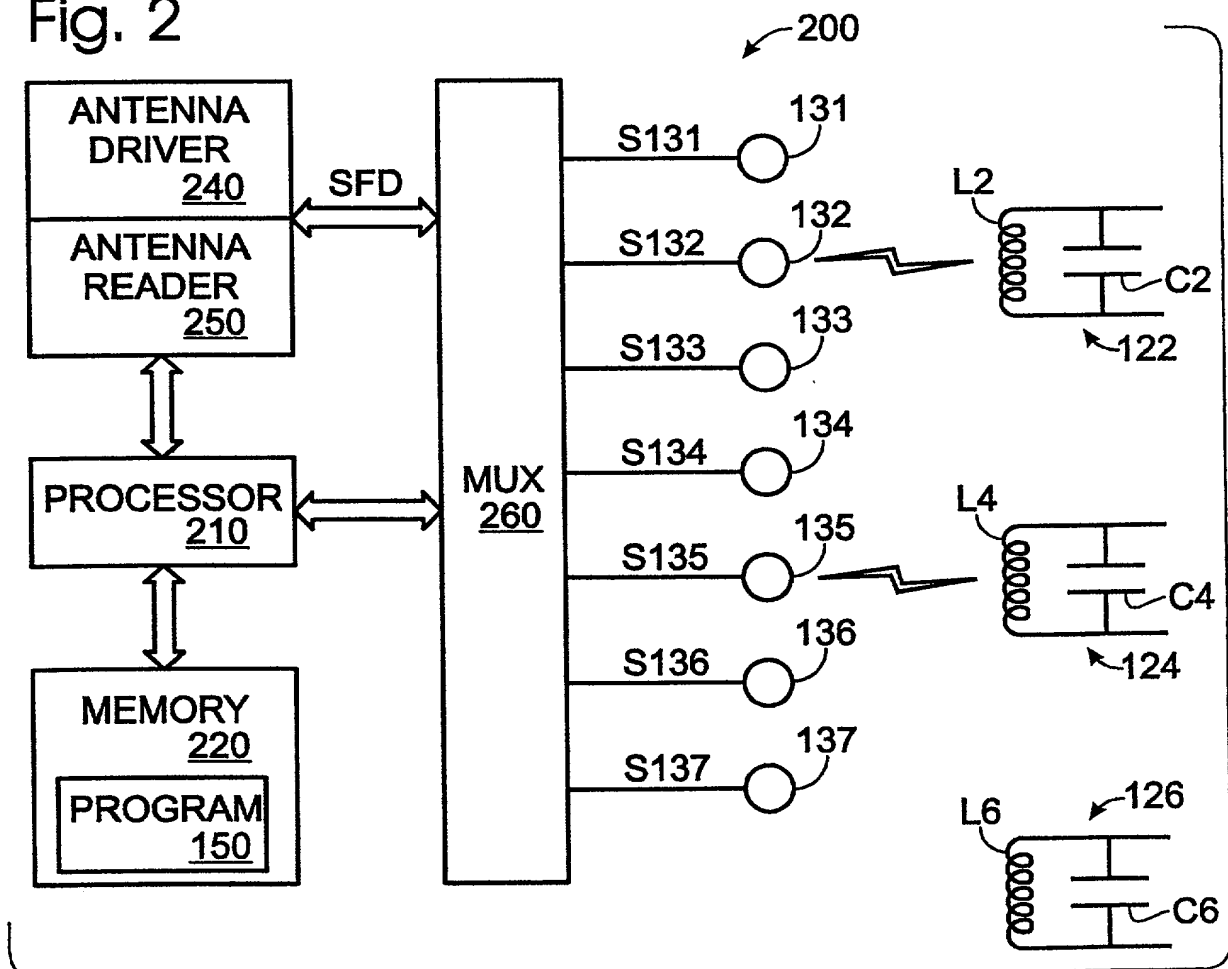 Fig. 2
200
ANTENNA
DRIVER
240
ANTENNA
READER
250
SFD
PROCESSOR
210
MEMORY
220
PROGRAM
150
MUX
260
S131
131
S132
132
S133
133
S134
134
S135
135
S136
136
S137
137
L2
C2
122
L4
C4
124
126
L6
C6